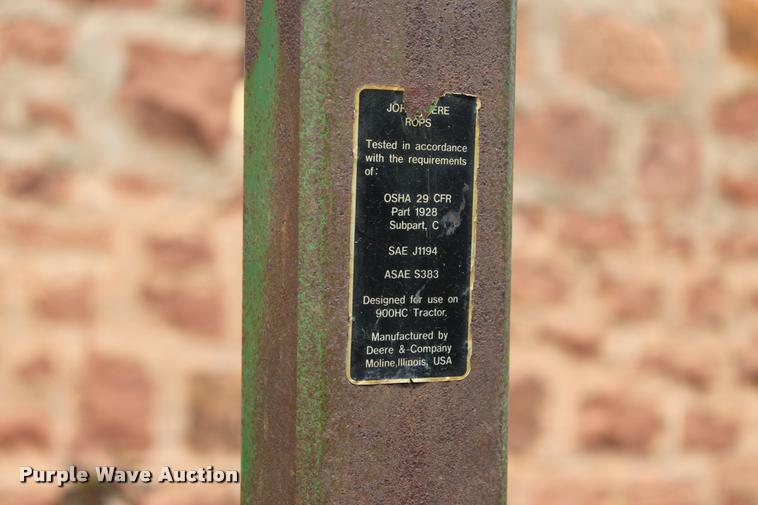 ROPS
Tested in accordance
with the requirements
of:
OSHA 29 CFR
Part 1928
Subpart, C
SAE J1194
ASAE S383
Designed for use on
900HC Tractor.
Manufactured by
Deere & Company
Moline, Illinois, USA
Purple Wave Auction